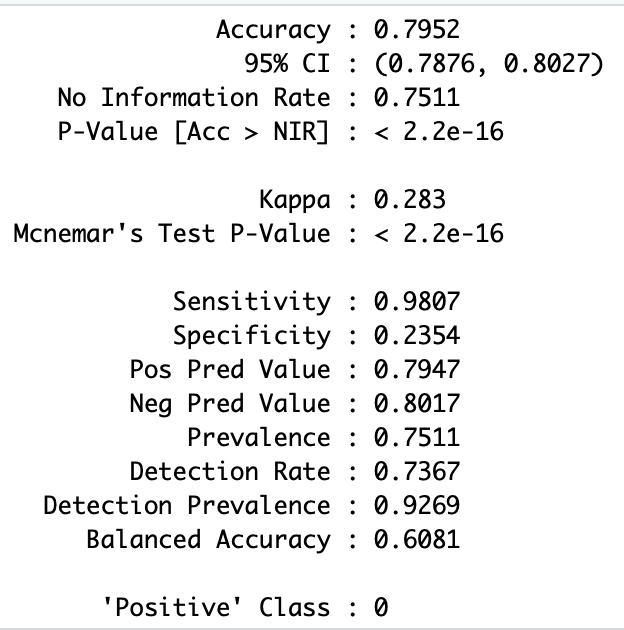 Accuracy : 0.7952
95% CI : (0.7876, 0.8027)
No Information Rate : 0.7511
P-Value [Acc > NIR] : < 2.2e-16
Kappa : 0.283
Mcnemar's Test P-Value : < 2.2e-16
Sensitivity : 0.9807
Specificity : 0.2354
Pos Pred Value : 0.7947
Neg Pred Value : 0.8017
Prevalence : 0.7511
Detection Rate : 0.7367
Detection Prevalence : 0.9269
Balanced Accuracy : 0.6081
'Positive' Class : 0